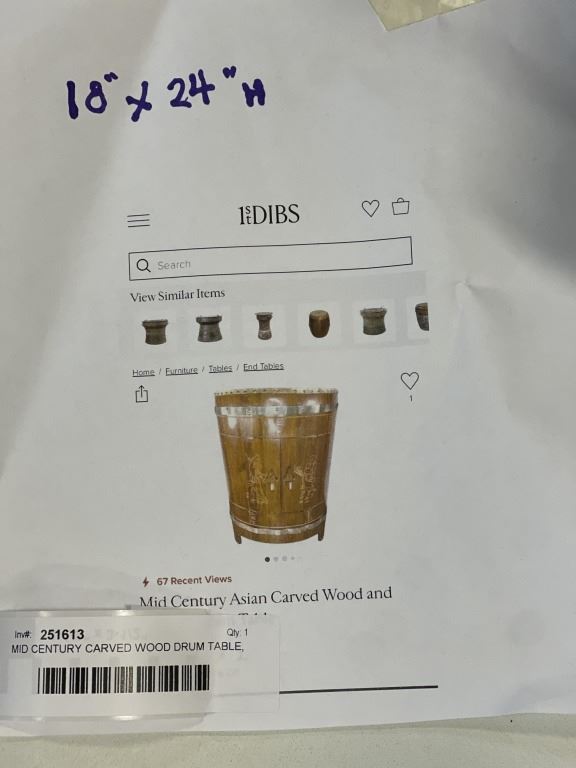 18" x 24" H
1stDIBS
Search
View Similar Items
Home / Furniture / Tables / End Tables
1
67 Recent Views
Mid Century Asian Carved Wood and
Inv#: 251613 Qty: 1
MID CENTURY CARVED WOOD DRUM TABLE,